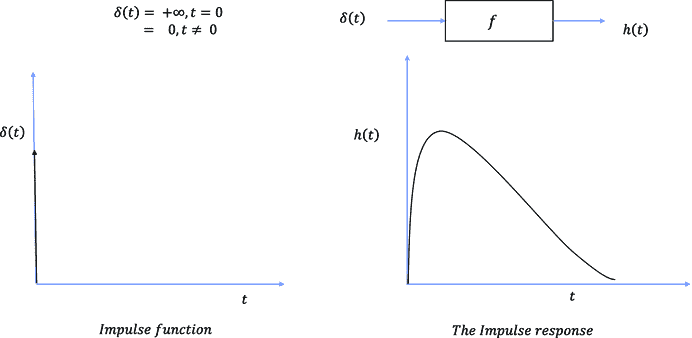 δ(t) = +∞, t = 0
= 0, t ≠ 0
δ(t)
t
Impulse function
δ(t)
f
h(t)
h(t)
t
The Impulse response